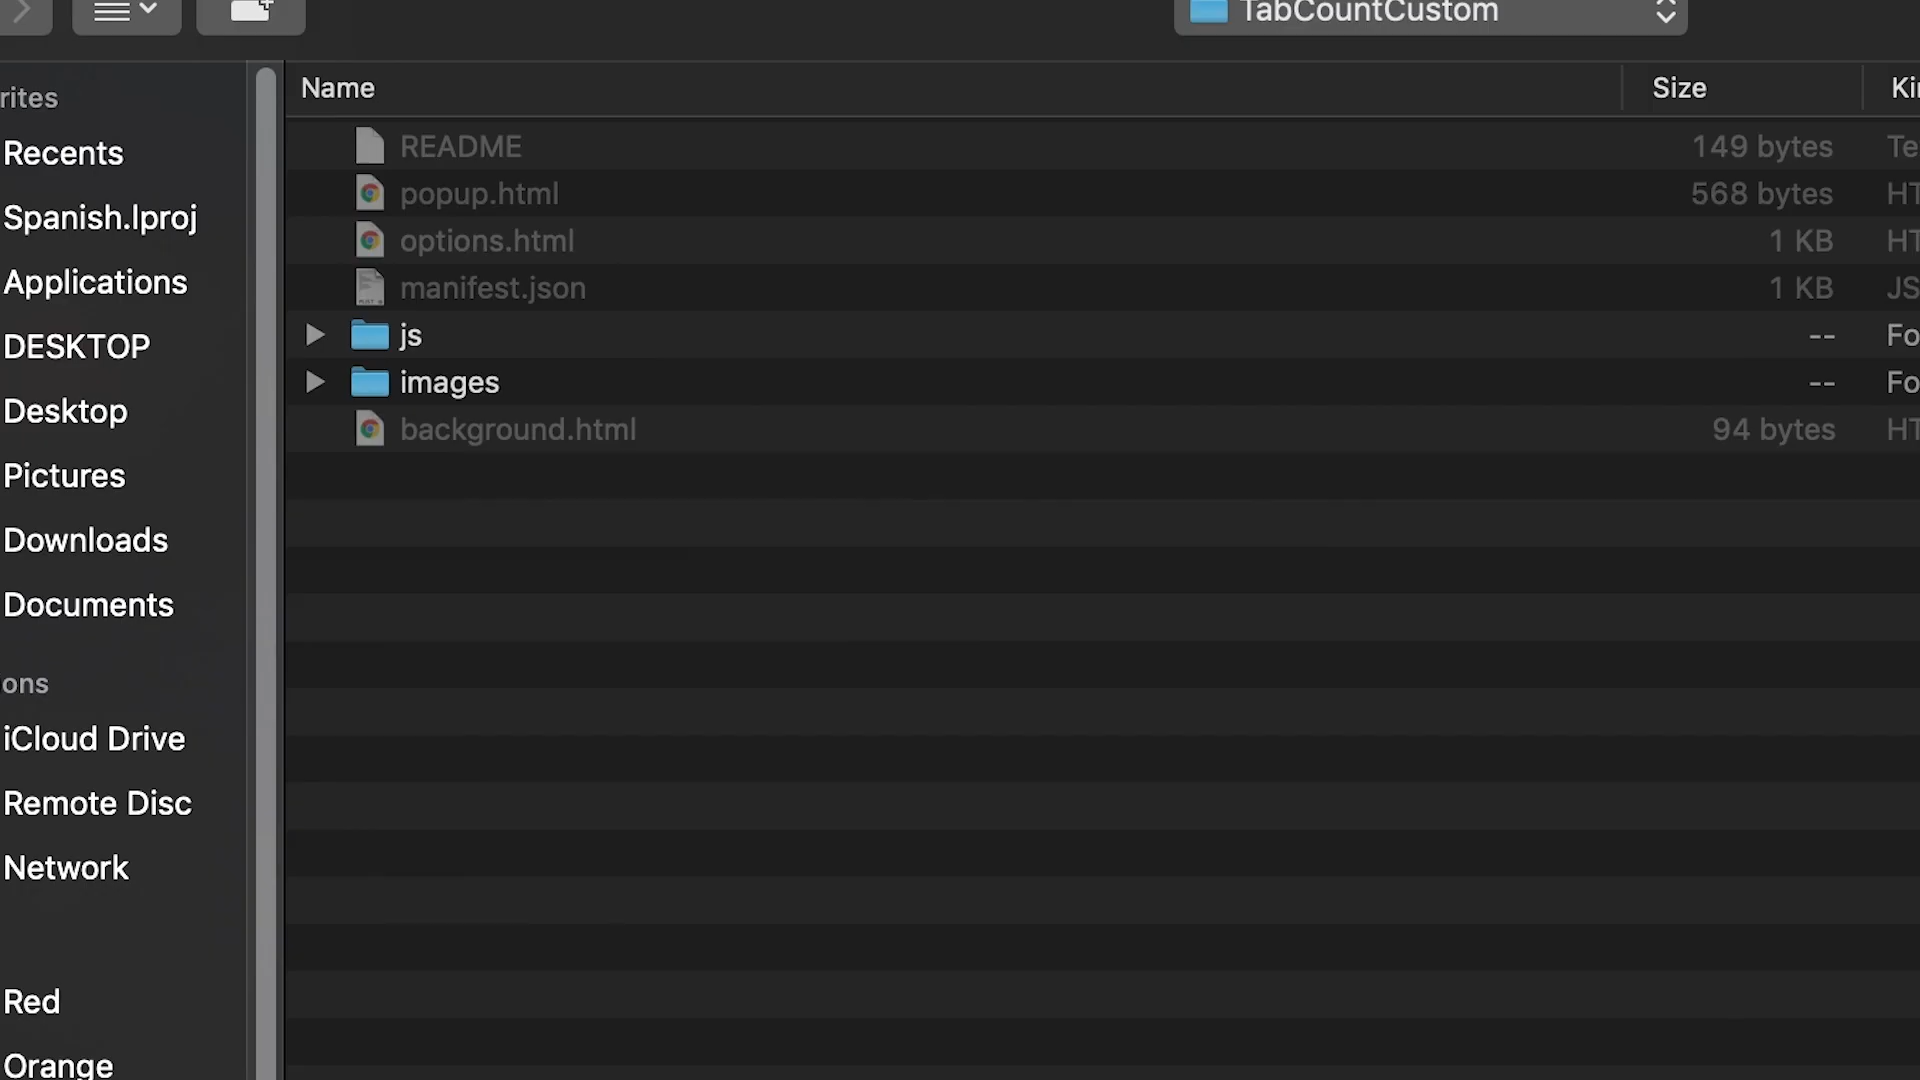 TabCountCustom
rites
Recents
Spanish.lproj
Applications
DESKTOP
Desktop
Pictures
Downloads
Documents
ons
iCloud Drive
Remote Disc
Network
Red
Orange
Name Size Ki
README 149 bytes Te
popup.html 568 bytes HT
options.html 1 KB HT
manifest.json 1 KB JS
js -- Fo
images -- Fo
background.html 94 bytes HT